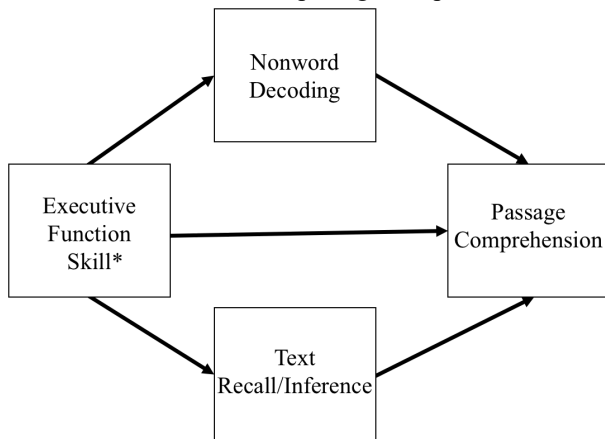 Nonword
Decoding
Executive
Function
Skill*
Passage
Comprehension
Text
Recall/Inference